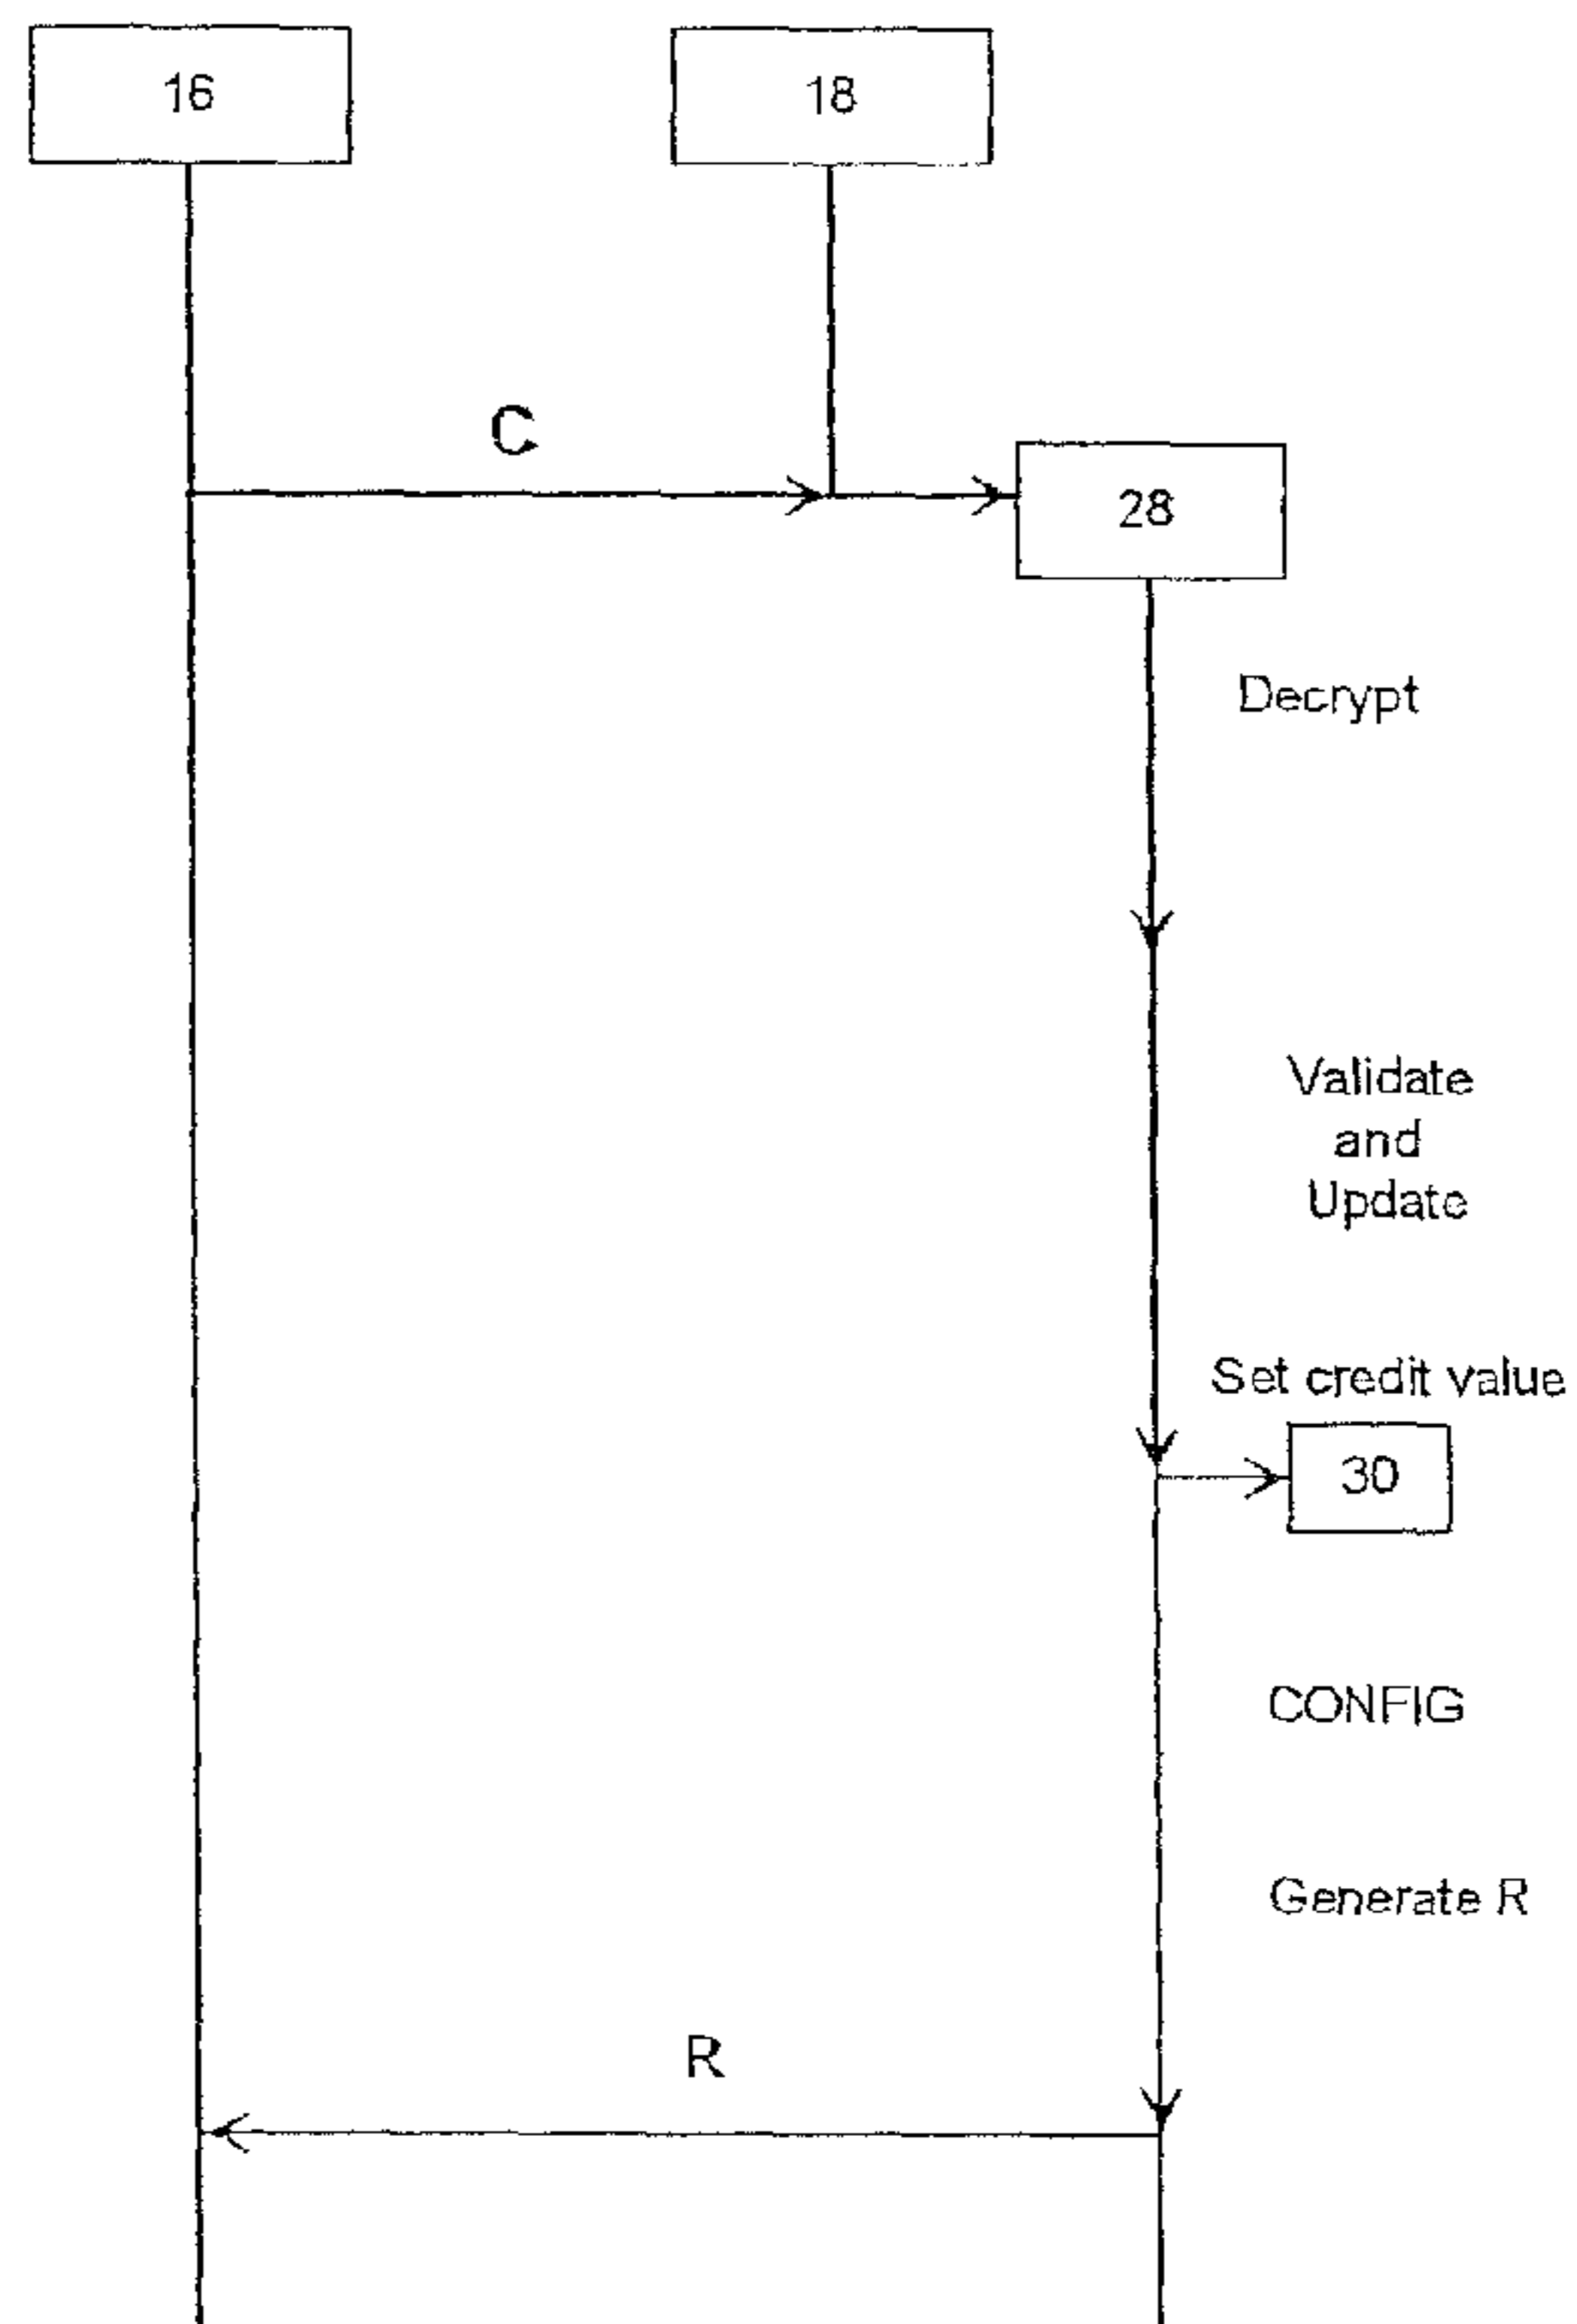 16
18
C
28
Decrypt
Validate
and
Update
Set credit value
30
CONFIG
Generate R
R